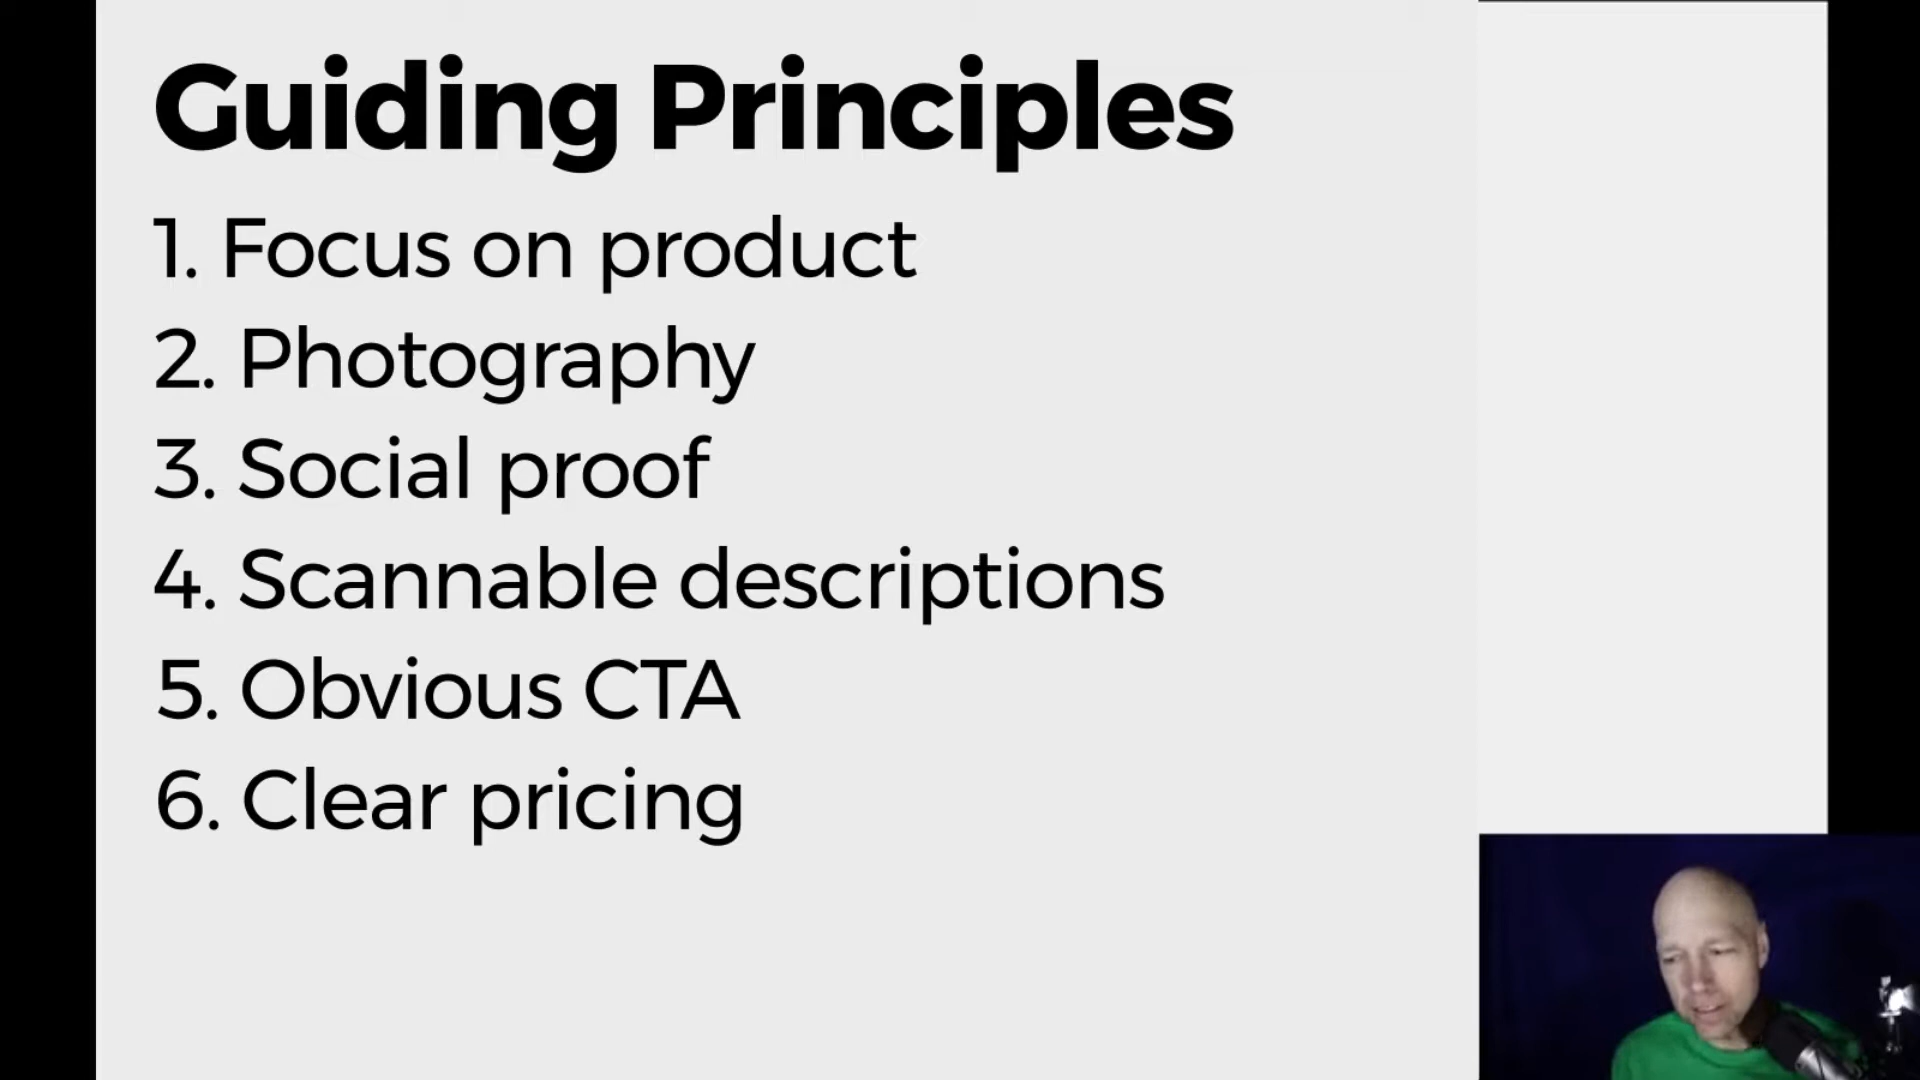 Guiding Principles
1. Focus on product
2. Photography
3. Social proof
4. Scannable descriptions
5. Obvious CTA
6. Clear pricing